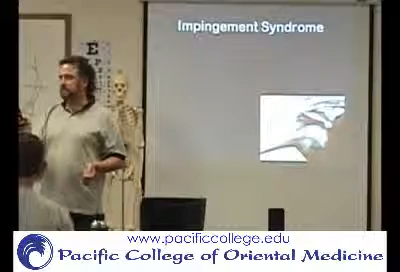 Impingement Syndrome
E
www.pacificcollege.edu
Pacific College of Oriental Medicine